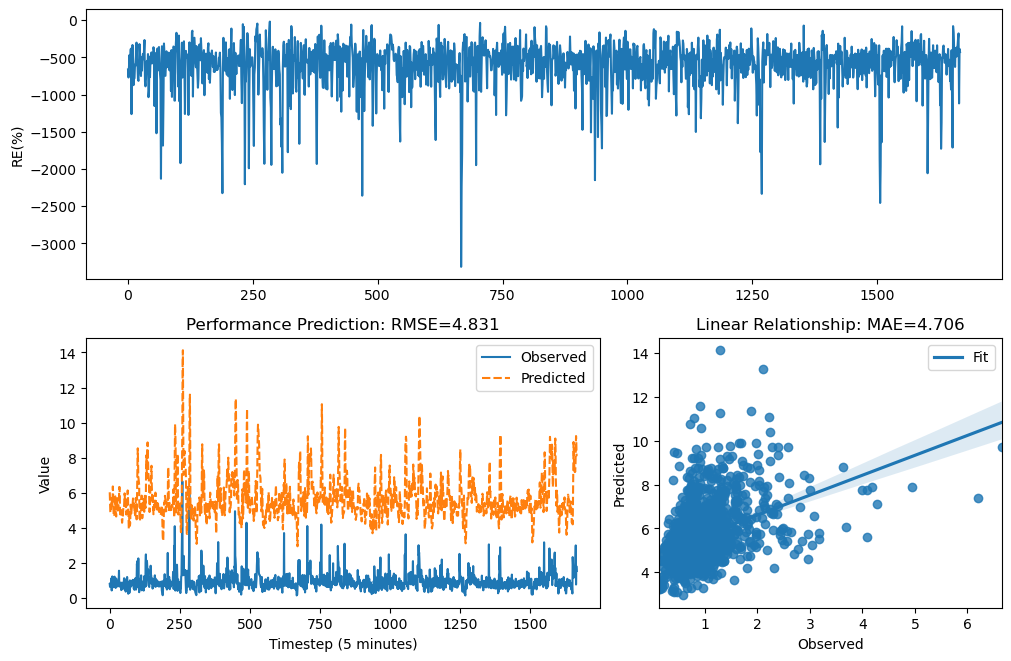 RE(%)
0
−500
−1000
−1500
−2000
−2500
−3000
0 250 500 750 1000 1250 1500
Performance Prediction: RMSE=4.831
Value
14
12
10
8
6
4
2
0
Observed
Predicted
0 250 500 750 1000 1250 1500
Timestep (5 minutes)
Linear Relationship: MAE=4.706
Predicted
14
12
10
8
6
4
Fit
1 2 3 4 5 6
Observed